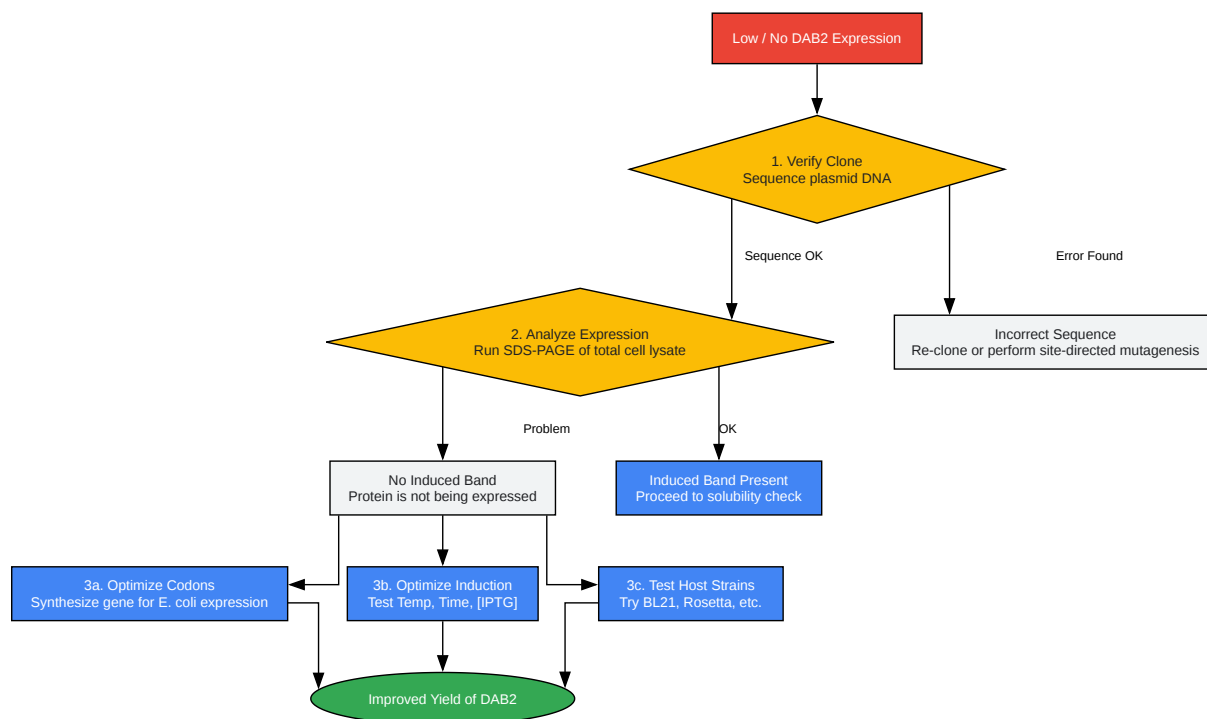 Low / No DAB2 Expression
1. Verify Clone
Sequence plasmid DNA
Sequence OK
Error Found
2. Analyze Expression
Run SDS-PAGE of total cell lysate
Incorrect Sequence
Re-clone or perform site-directed mutagenesis
Problem
OK
No Induced Band
Protein is not being expressed
Induced Band Present
Proceed to solubility check
3a. Optimize Codons
Synthesize gene for E. coli expression
3b. Optimize Induction
Test Temp, Time, [IPTG]
3c. Test Host Strains
Try BL21, Rosetta, etc.
Improved Yield of DAB2